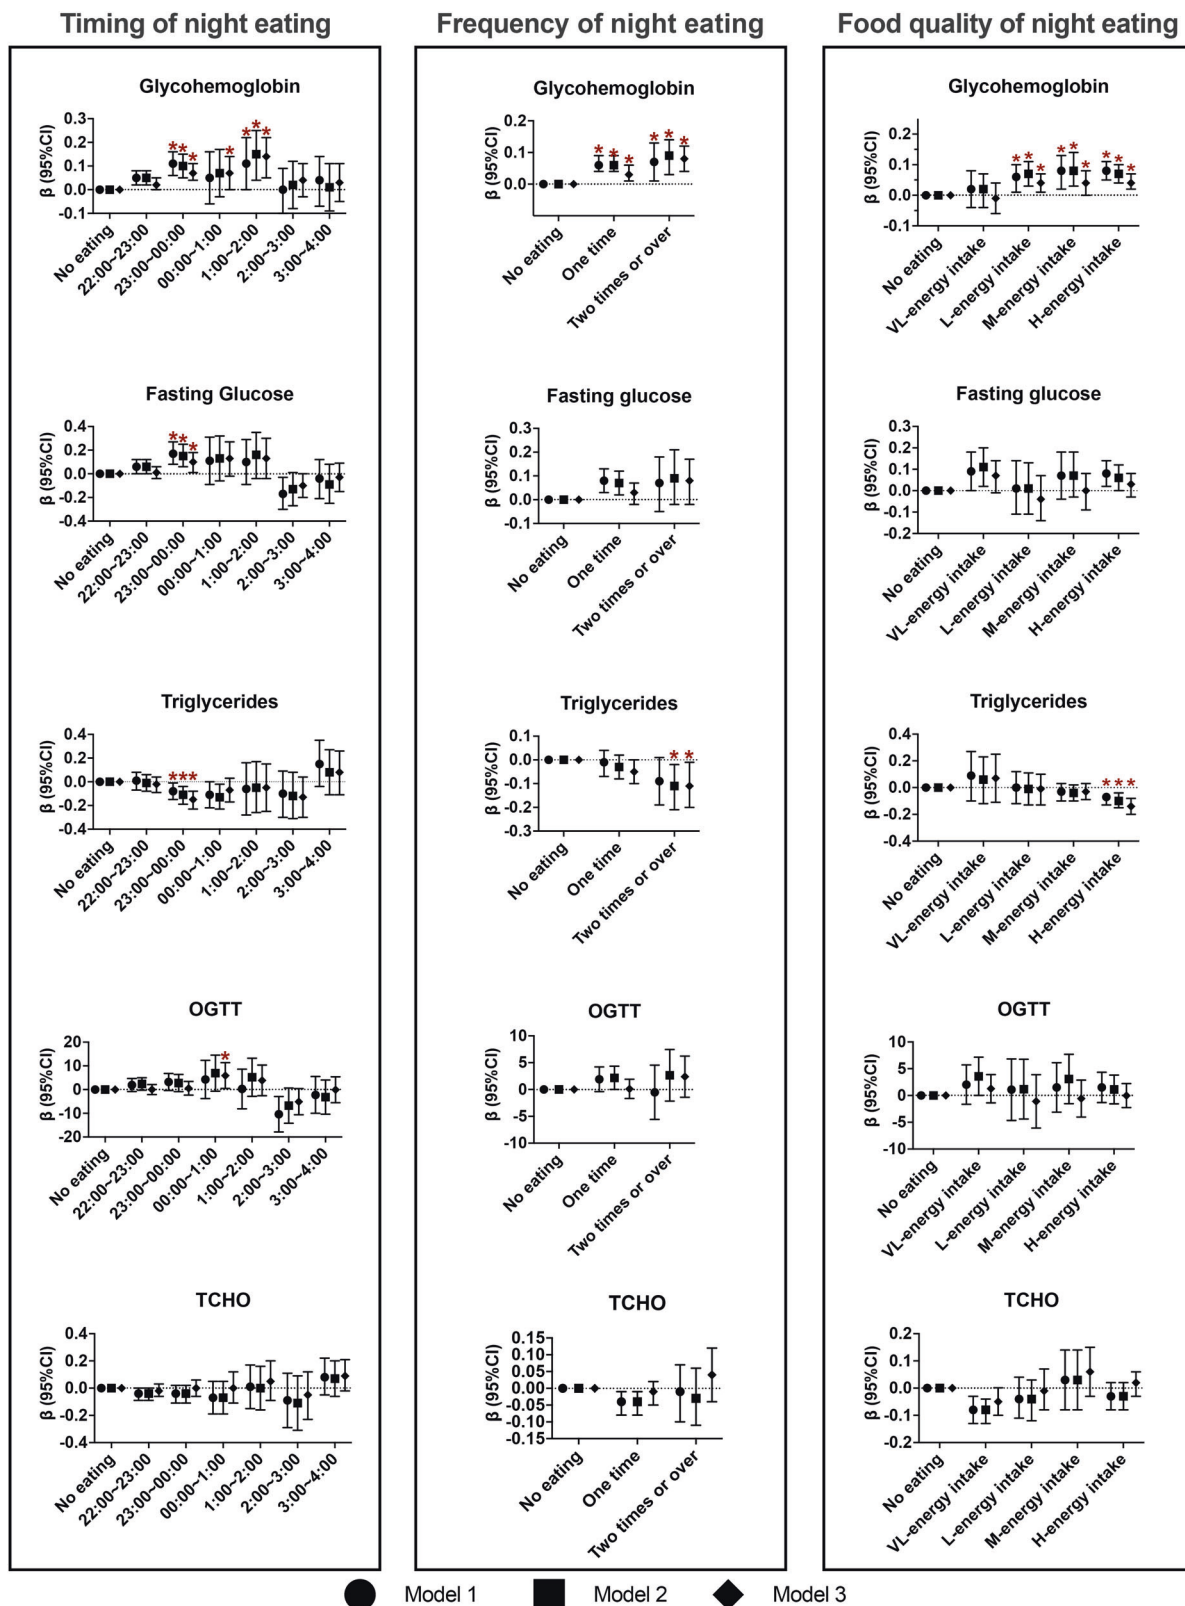 Timing of night eating
Frequency of night eating
Food quality of night eating
Glycohemoglobin
β (95%CI)
0.3
0.2
0.1
0.0
-0.1
* * * * * * *
No eating
22:00~23:00
23:00~00:00
00:00~1:00
1:00~2:00
2:00~3:00
3:00~4:00
Fasting Glucose
β (95%CI)
0.4
0.2
0.0
-0.2
-0.4
* * *
No eating
22:00~23:00
23:00~00:00
00:00~1:00
1:00~2:00
2:00~3:00
3:00~4:00
Triglycerides
β (95%CI)
0.4
0.2
0.0
-0.2
-0.4
***
No eating
22:00~23:00
23:00~00:00
00:00~1:00
1:00~2:00
2:00~3:00
3:00~4:00
OGTT
β (95%CI)
20
10
0
-10
-20
*
No eating
22:00~23:00
23:00~00:00
00:00~1:00
1:00~2:00
2:00~3:00
3:00~4:00
TCHO
β (95%CI)
0.4
0.2
0.0
-0.2
-0.4
No eating
22:00~23:00
23:00~00:00
00:00~1:00
1:00~2:00
2:00~3:00
3:00~4:00
Glycohemoglobin
β (95%CI)
0.2
0.1
0.0
* * * * * *
No eating
One time
Two times or over
Fasting glucose
β (95%CI)
0.3
0.2
0.1
0.0
-0.1
No eating
One time
Two times or over
Triglycerides
β (95%CI)
0.1
0.0
-0.1
-0.2
-0.3
* *
No eating
One time
Two times or over
OGTT
β (95%CI)
10
5
0
-5
-10
No eating
One time
Two times or over
TCHO
β (95%CI)
0.15
0.10
0.05
0.00
-0.05
-0.10
-0.15
No eating
One time
Two times or over
Glycohemoglobin
β (95%CI)
0.2
0.1
0.0
-0.1
* * * * * * * * *
No eating
VL-energy intake
L-energy intake
M-energy intake
H-energy intake
Fasting glucose
β (95%CI)
0.3
0.2
0.1
0.0
-0.1
-0.2
No eating
VL-energy intake
L-energy intake
M-energy intake
H-energy intake
Triglycerides
β (95%CI)
0.4
0.2
0.0
-0.2
-0.4
***
No eating
VL-energy intake
L-energy intake
M-energy intake
H-energy intake
OGTT
β (95%CI)
10
5
0
-5
-10
No eating
VL-energy intake
L-energy intake
M-energy intake
H-energy intake
TCHO
β (95%CI)
0.2
0.1
0.0
-0.1
-0.2
No eating
VL-energy intake
L-energy intake
M-energy intake
H-energy intake
Model 1
Model 2
Model 3